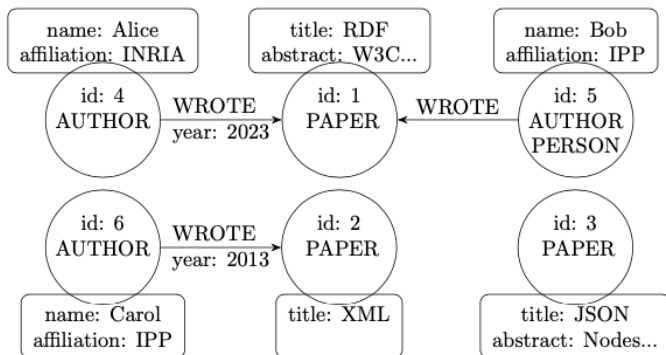 name: Alice
affiliation: INRIA
title: RDF
abstract: W3C...
name: Bob
affiliation: IPP
id: 4
AUTHOR
WROTE
year: 2023
id: 1
PAPER
WROTE
id: 5
AUTHOR
PERSON
id: 6
AUTHOR
WROTE
year: 2013
id: 2
PAPER
id: 3
PAPER
name: Carol
affiliation: IPP
title: XML
title: JSON
abstract: Nodes...